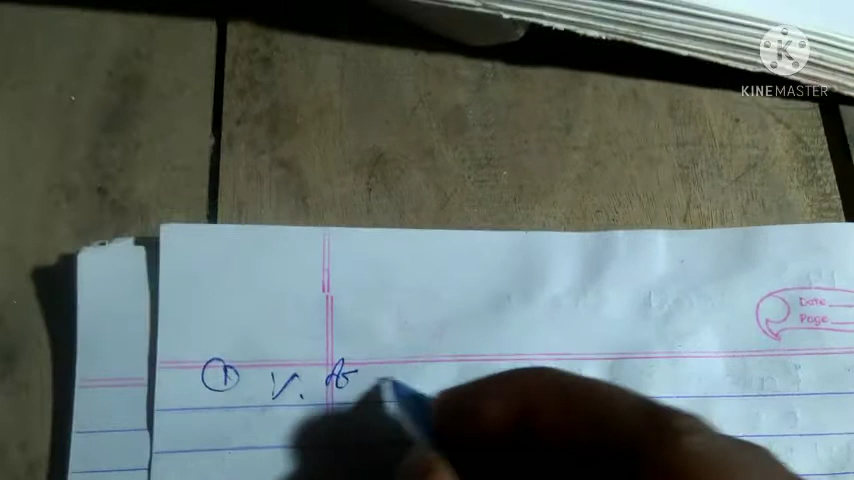 K
KINEMASTER
Date
Page
① V.